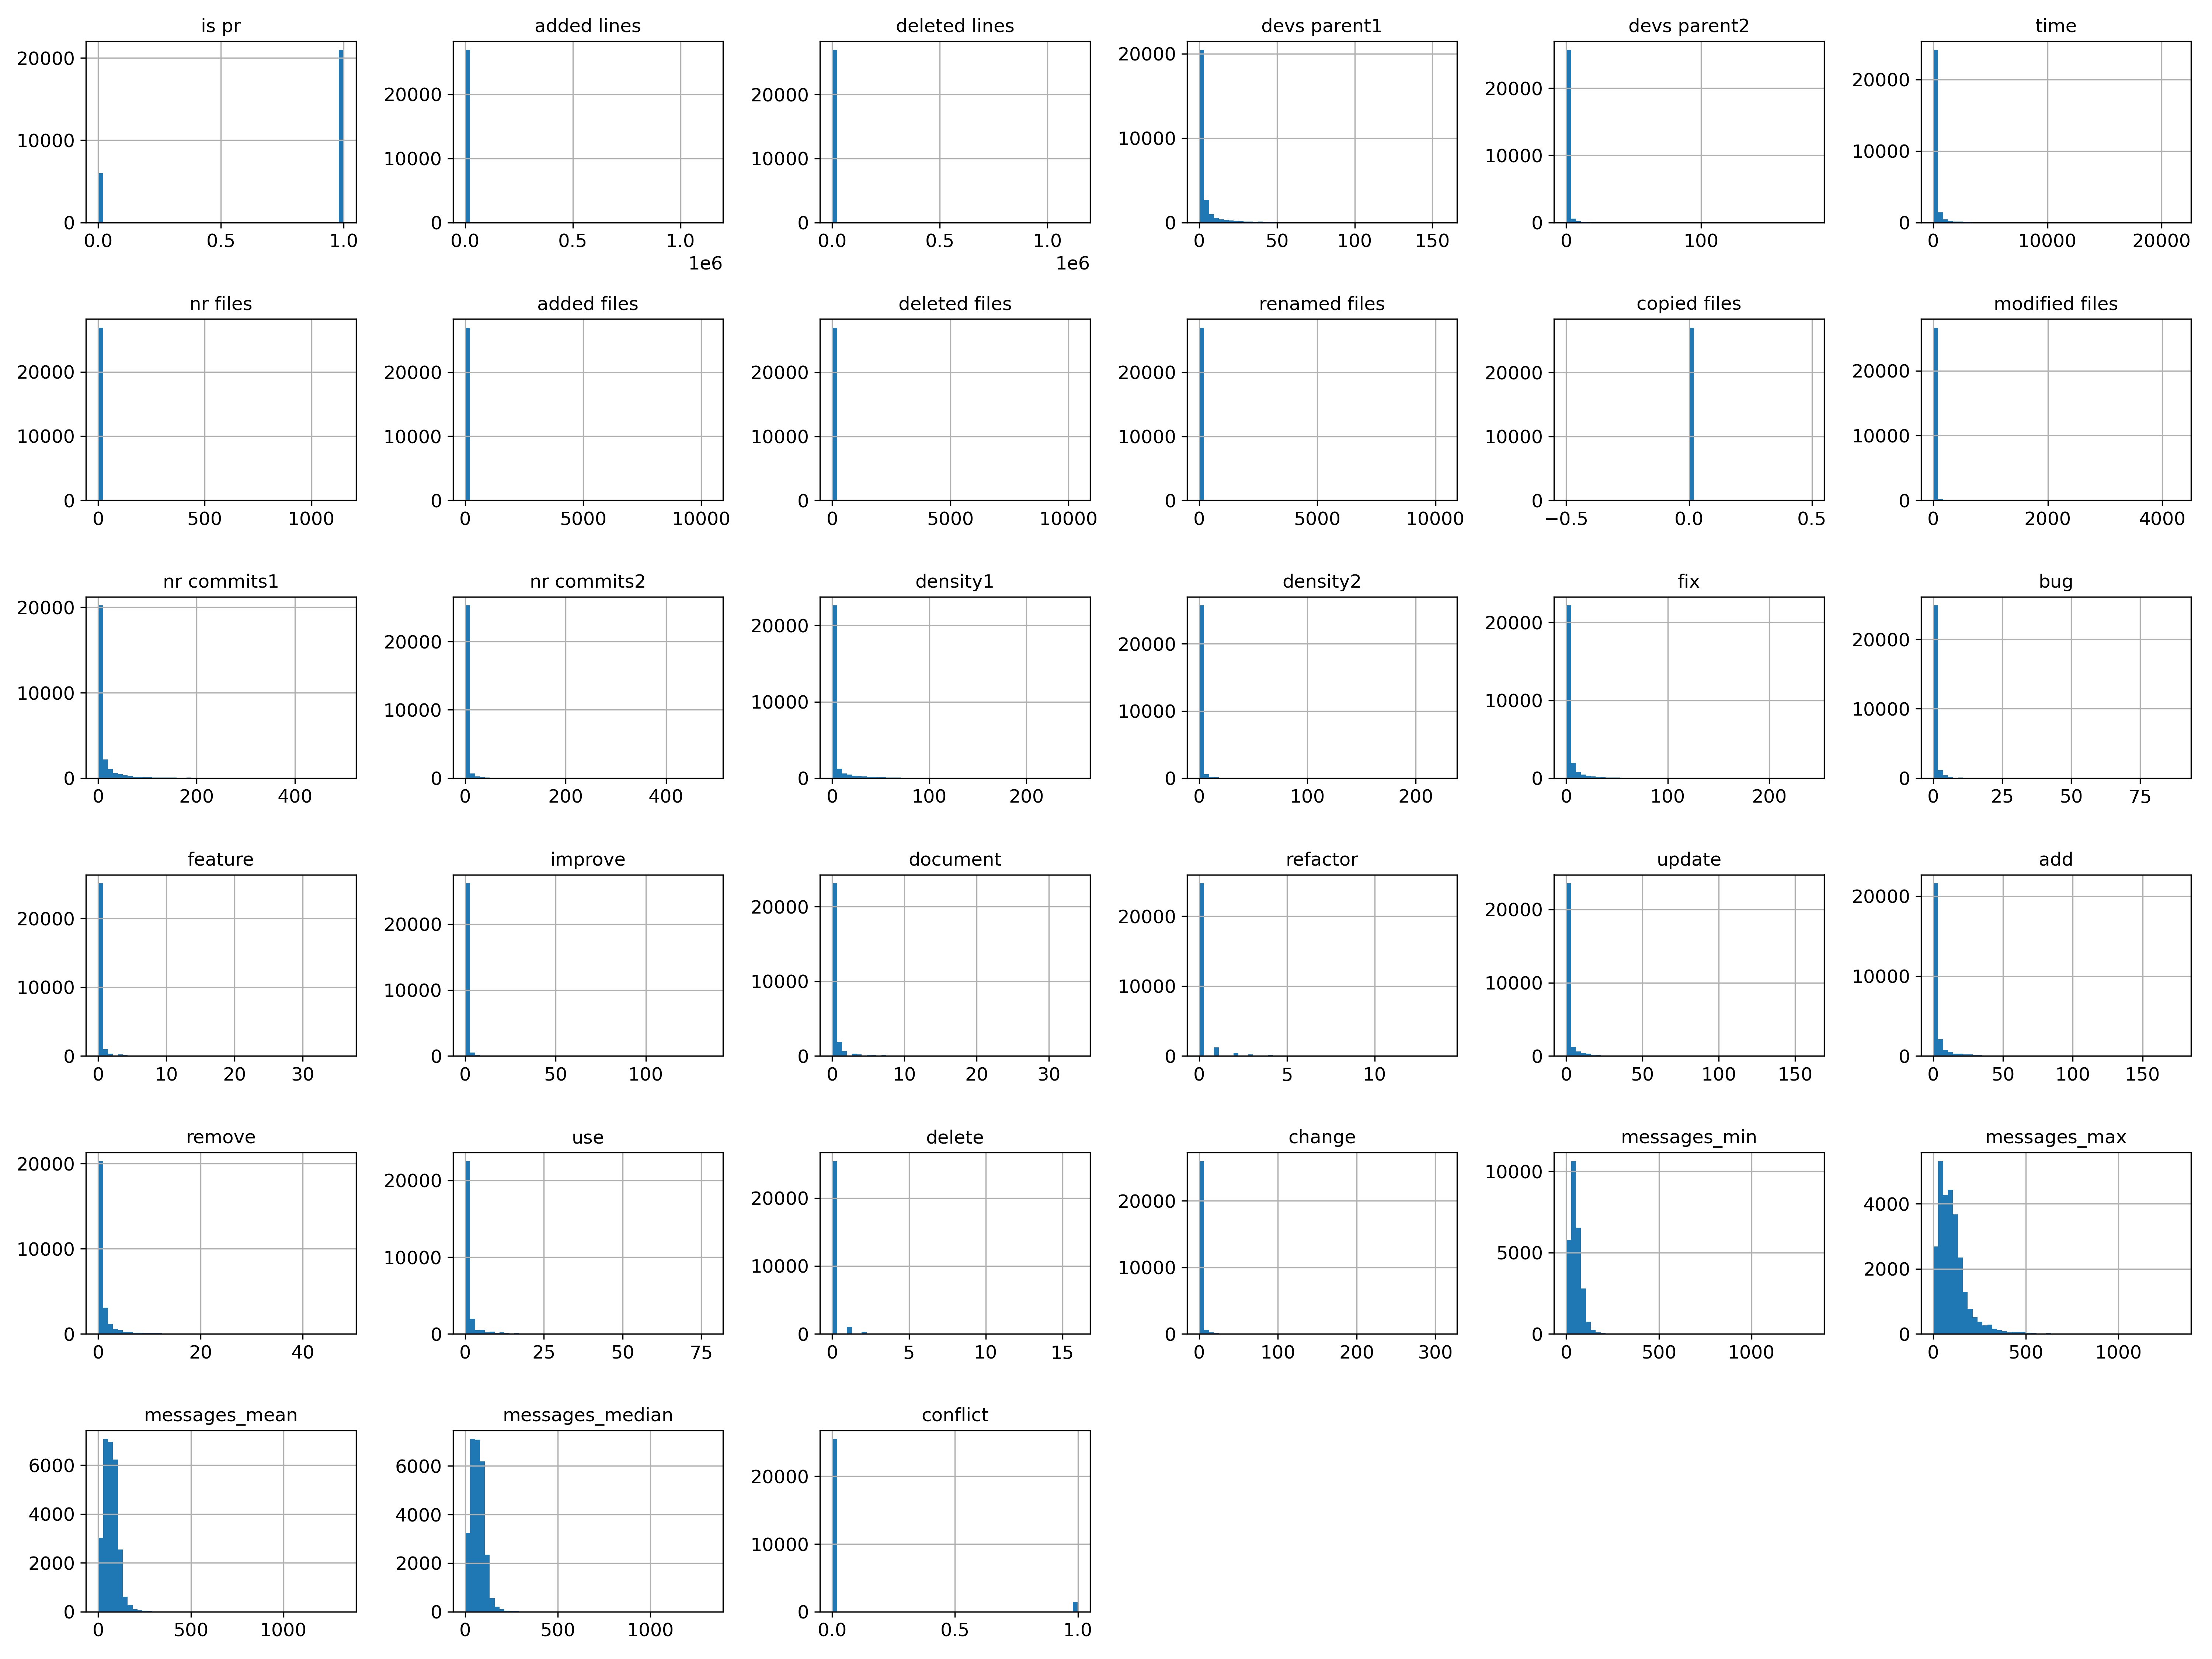 is pr
added lines
deleted lines
devs parent1
devs parent2
time
20000
10000
0
0.0 0.5 1.0
20000
10000
0
0.0 0.5 1.0
1e6
20000
10000
0
0.0 0.5 1.0
1e6
20000
10000
0
0 50 100 150
20000
10000
0
0 100
20000
10000
0
0 10000 20000
nr files
added files
deleted files
renamed files
copied files
modified files
20000
10000
0
0 500 1000
20000
10000
0
0 5000 10000
20000
10000
0
0 5000 10000
20000
10000
0
0 5000 10000
20000
10000
0
−0.5 0.0 0.5
20000
10000
0
0 2000 4000
nr commits1
nr commits2
density1
density2
fix
bug
20000
10000
0
0 200 400
20000
10000
0
0 200 400
20000
10000
0
0 100 200
20000
10000
0
0 100 200
20000
10000
0
0 100 200
20000
10000
0
0 25 50 75
feature
improve
document
refactor
update
add
20000
10000
0
0 10 20 30
20000
10000
0
0 50 100
20000
10000
0
0 10 20 30
20000
10000
0
0 5 10
20000
10000
0
0 50 100 150
20000
10000
0
0 50 100 150
remove
use
delete
change
messages_min
messages_max
20000
10000
0
0 20 40
20000
10000
0
0 25 50 75
20000
10000
0
0 5 10 15
20000
10000
0
0 100 200 300
10000
5000
0
0 500 1000
4000
2000
0
0 500 1000
messages_mean
messages_median
conflict
6000
4000
2000
0
0 500 1000
6000
4000
2000
0
0 500 1000
20000
10000
0
0.0 0.5 1.0